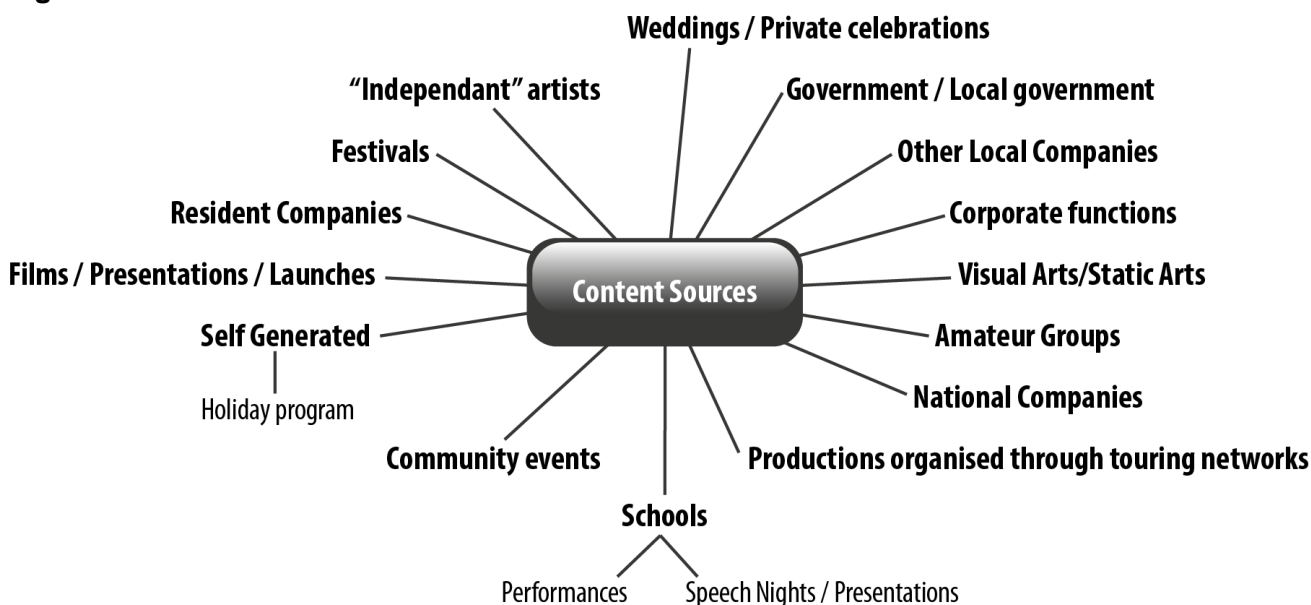 Weddings / Private celebrations
“Independant” artists
Government / Local government
Festivals
Other Local Companies
Resident Companies
Corporate functions
Films / Presentations / Launches
Content Sources
Visual Arts/Static Arts
Self Generated
Amateur Groups
Holiday program
National Companies
Community events
Productions organised through touring networks
Schools
Performances
Speech Nights / Presentations